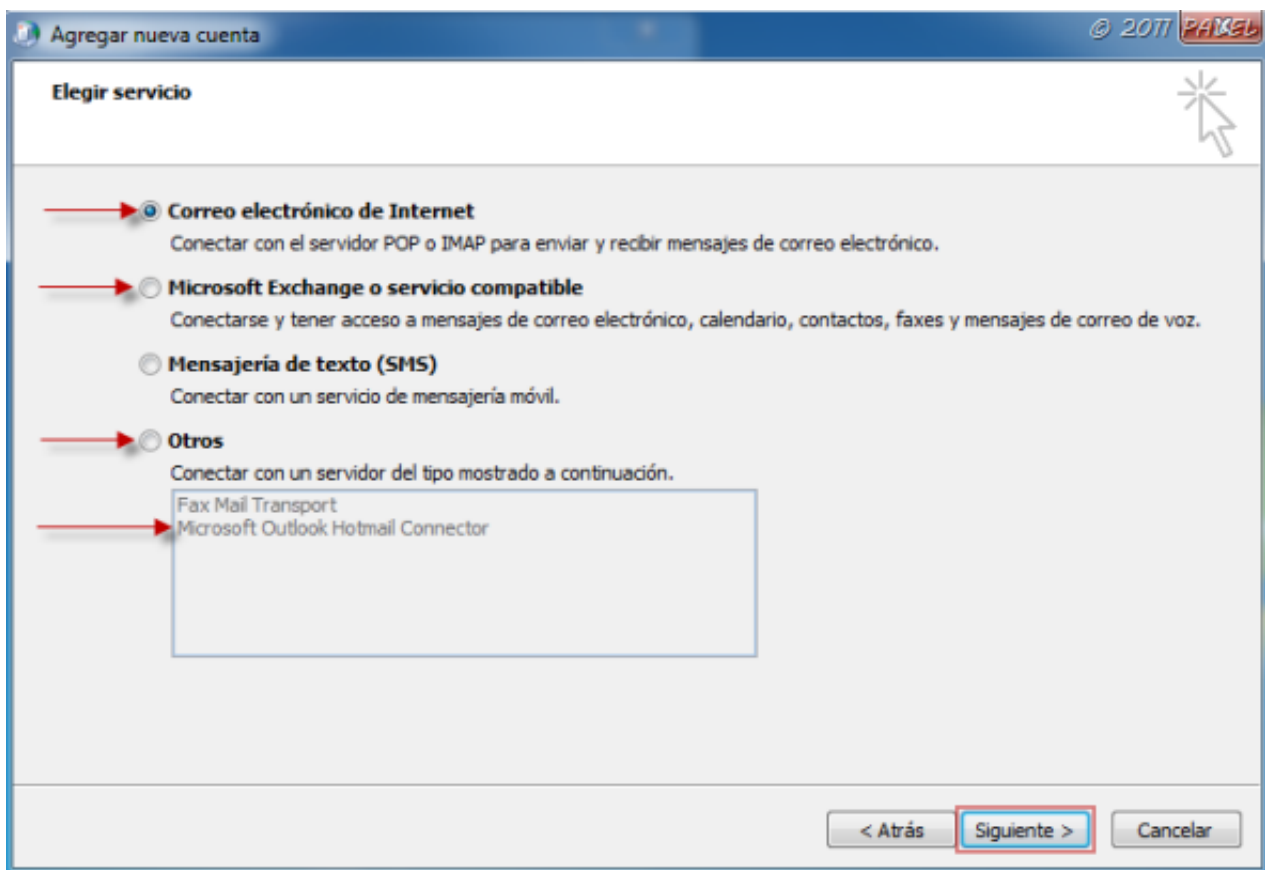 Agregar nueva cuenta
© 2011 PAXEL
Elegir servicio
Correo electrónico de Internet
Conectar con el servidor POP o IMAP para enviar y recibir mensajes de correo electrónico.
Microsoft Exchange o servicio compatible
Conectarse y tener acceso a mensajes de correo electrónico, calendario, contactos, faxes y mensajes de correo de voz.
Mensajería de texto (SMS)
Conectar con un servicio de mensajería móvil.
Otros
Conectar con un servidor del tipo mostrado a continuación.
Fax Mail Transport
Microsoft Outlook Hotmail Connector
< Atrás Siguiente > Cancelar